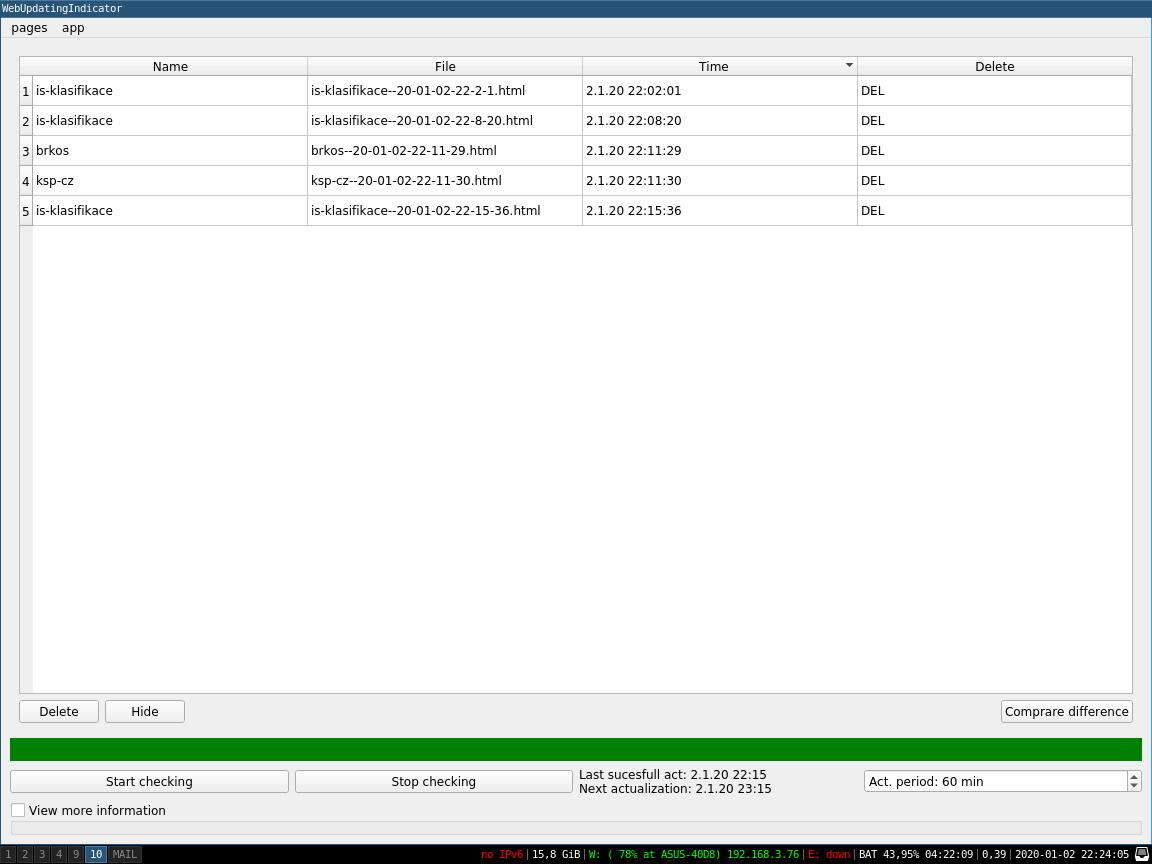 WebUpdatingIndicator
pages app
Name File Time Delete
1 is-klasifikace is-klasifikace--20-01-02-22-2-1.html 2.1.20 22:02:01 DEL
2 is-klasifikace is-klasifikace--20-01-02-22-8-20.html 2.1.20 22:08:20 DEL
3 brkos brkos--20-01-02-22-11-29.html 2.1.20 22:11:29 DEL
4 ksp-cz ksp-cz--20-01-02-22-11-30.html 2.1.20 22:11:30 DEL
5 is-klasifikace is-klasifikace--20-01-02-22-15-36.html 2.1.20 22:15:36 DEL
Delete Hide Comprare difference
Start checking Stop checking Last sucesfull act: 2.1.20 22:15
Next actualization: 2.1.20 23:15
Act. period: 60 min
View more information
1 2 3 4 9 10 MAIL no IPv6|15,8 GiB|W: ( 78% at ASUS-40D8) 192.168.3.76|E: down|BAT 43,95% 04:22:09|0,39|2020-01-02 22:24:05